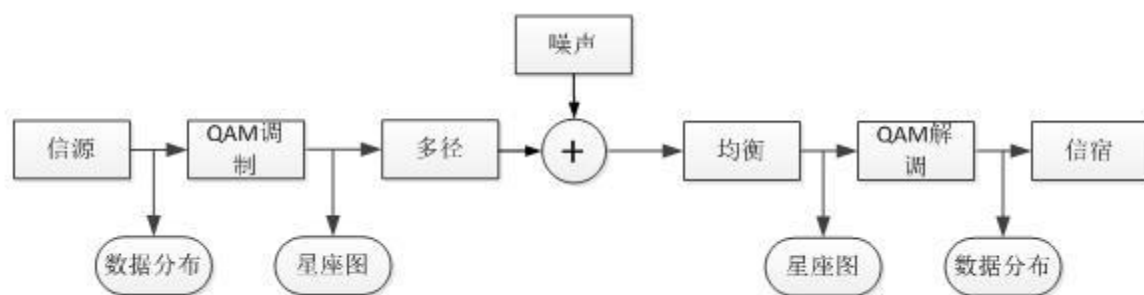 噪声
信源
QAM调
制
多径
+
均衡
QAM解
调
信宿
数据分布
星座图
星座图
数据分布